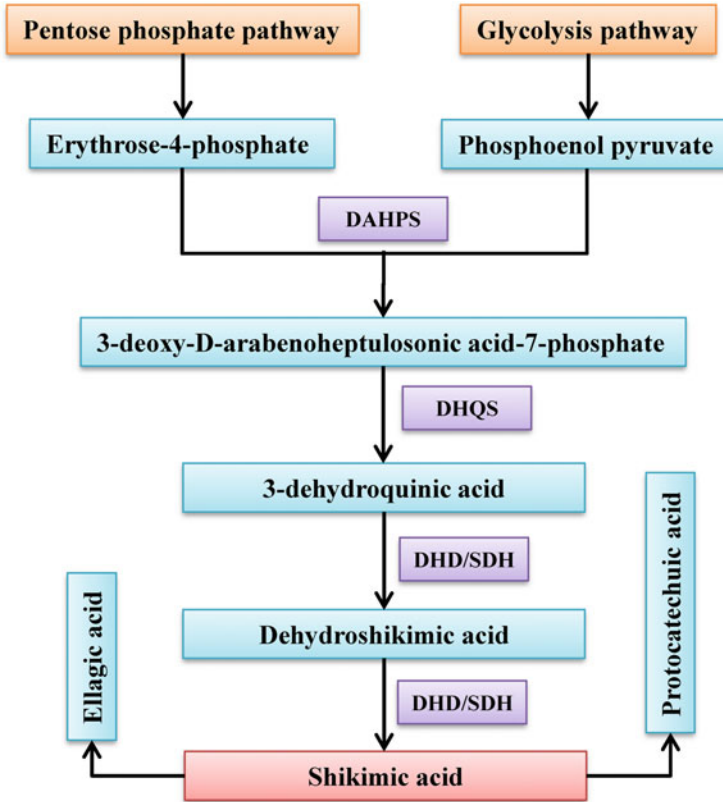 Pentose phosphate pathway
Glycolysis pathway
Erythrose-4-phosphate
Phosphoenol pyruvate
DAHPS
3-deoxy-D-arabenoheptulosonic acid-7-phosphate
DHQS
3-dehydroquinic acid
DHD/SDH
Dehydroshikimic acid
DHD/SDH
Ellagic acid
Protocatechuic acid
Shikimic acid